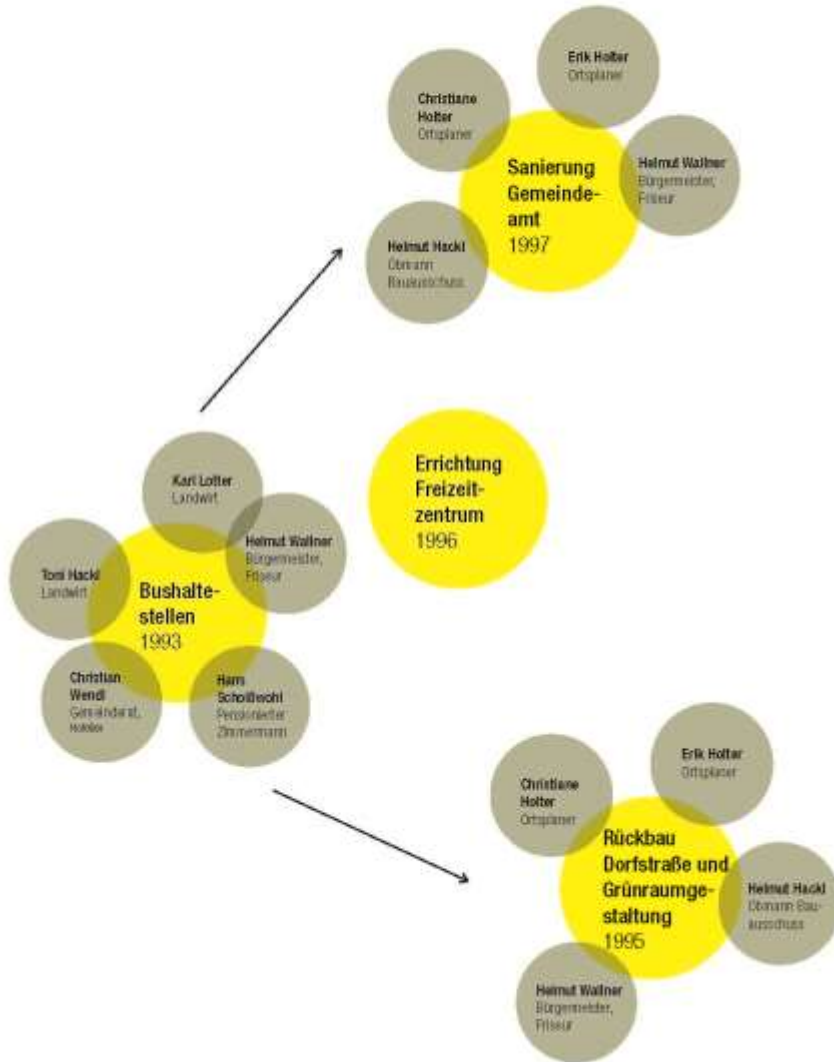 Erik Holter
Ortsplaner
Christiane
Holter
Ortsplaner
Sanierung
Gemeinde-
amt
1997
Helmut Wallner
Bürgermeister,
Friseur
Helmut Hackl
Obmann
Bauausschuss
Karl Lotter
Landwirt
Errichtung
Freizeit-
zentrum
1996
Helmut Wallner
Bürgermeister,
Friseur
Toni Hackl
Landwirt
Bushalte-
stellen
1993
Christian
Wendl
Gemeinderat,
Hans
Schoißwohl
Pensionierter
Zimmermann
Erik Holter
Ortsplaner
Christiane
Holter
Ortsplaner
Rückbau
Dorfstraße und
Grünraumge-
staltung
1995
Helmut Hackl
Obmann Bau-
ausschuss
Helmut Wallner
Bürgermeister,
Friseur